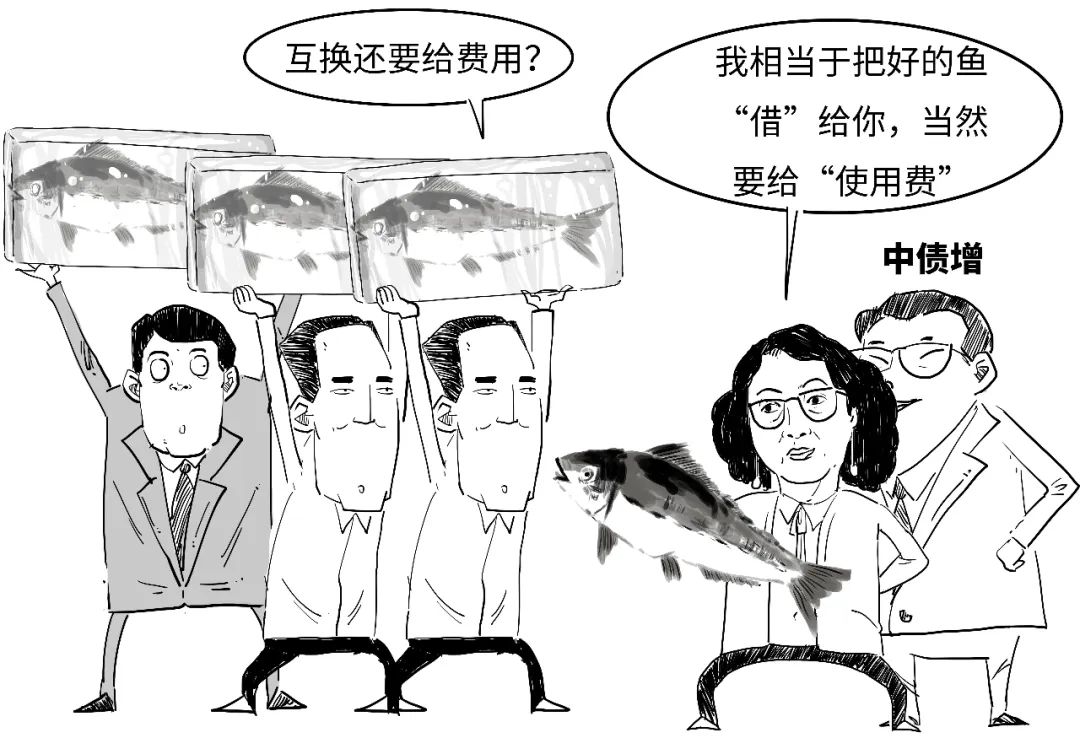 互换还要给费用？
我相当于把好的鱼
“借”给你，当然
要给“使用费”
中债增